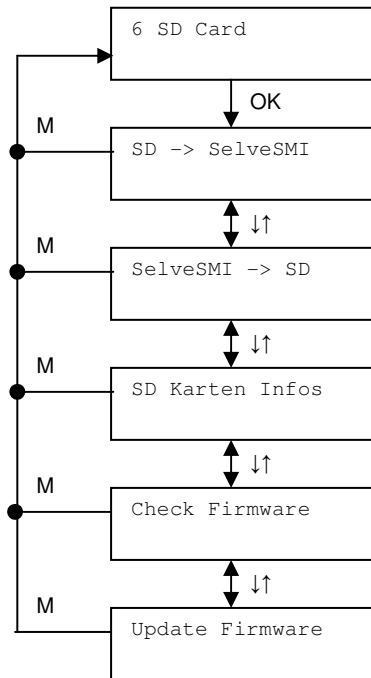 6 SD Card
OK
M
SD -> SelveSMI
↓↑
M
SelveSMI -> SD
↓↑
M
SD Karten Infos
↓↑
M
Check Firmware
↓↑
M
Update Firmware